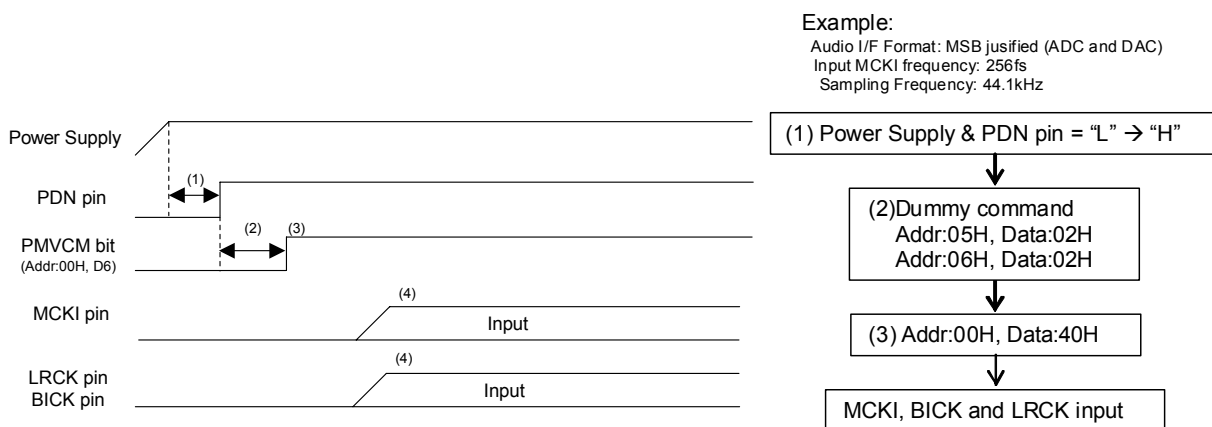 Example:
Audio I/F Format: MSB jusified (ADC and DAC)
Input MCKI frequency: 256fs
Sampling Frequency: 44.1kHz
Power Supply
(1)
PDN pin
(2)
(3)
PMVCM bit
(Addr:00H, D6)
(4)
MCKI pin
Input
(4)
LRCK pin
BICK pin
Input
(1) Power Supply & PDN pin = “L” → “H”
(2)Dummy command
Addr:05H, Data:02H
Addr:06H, Data:02H
(3) Addr:00H, Data:40H
MCKI, BICK and LRCK input